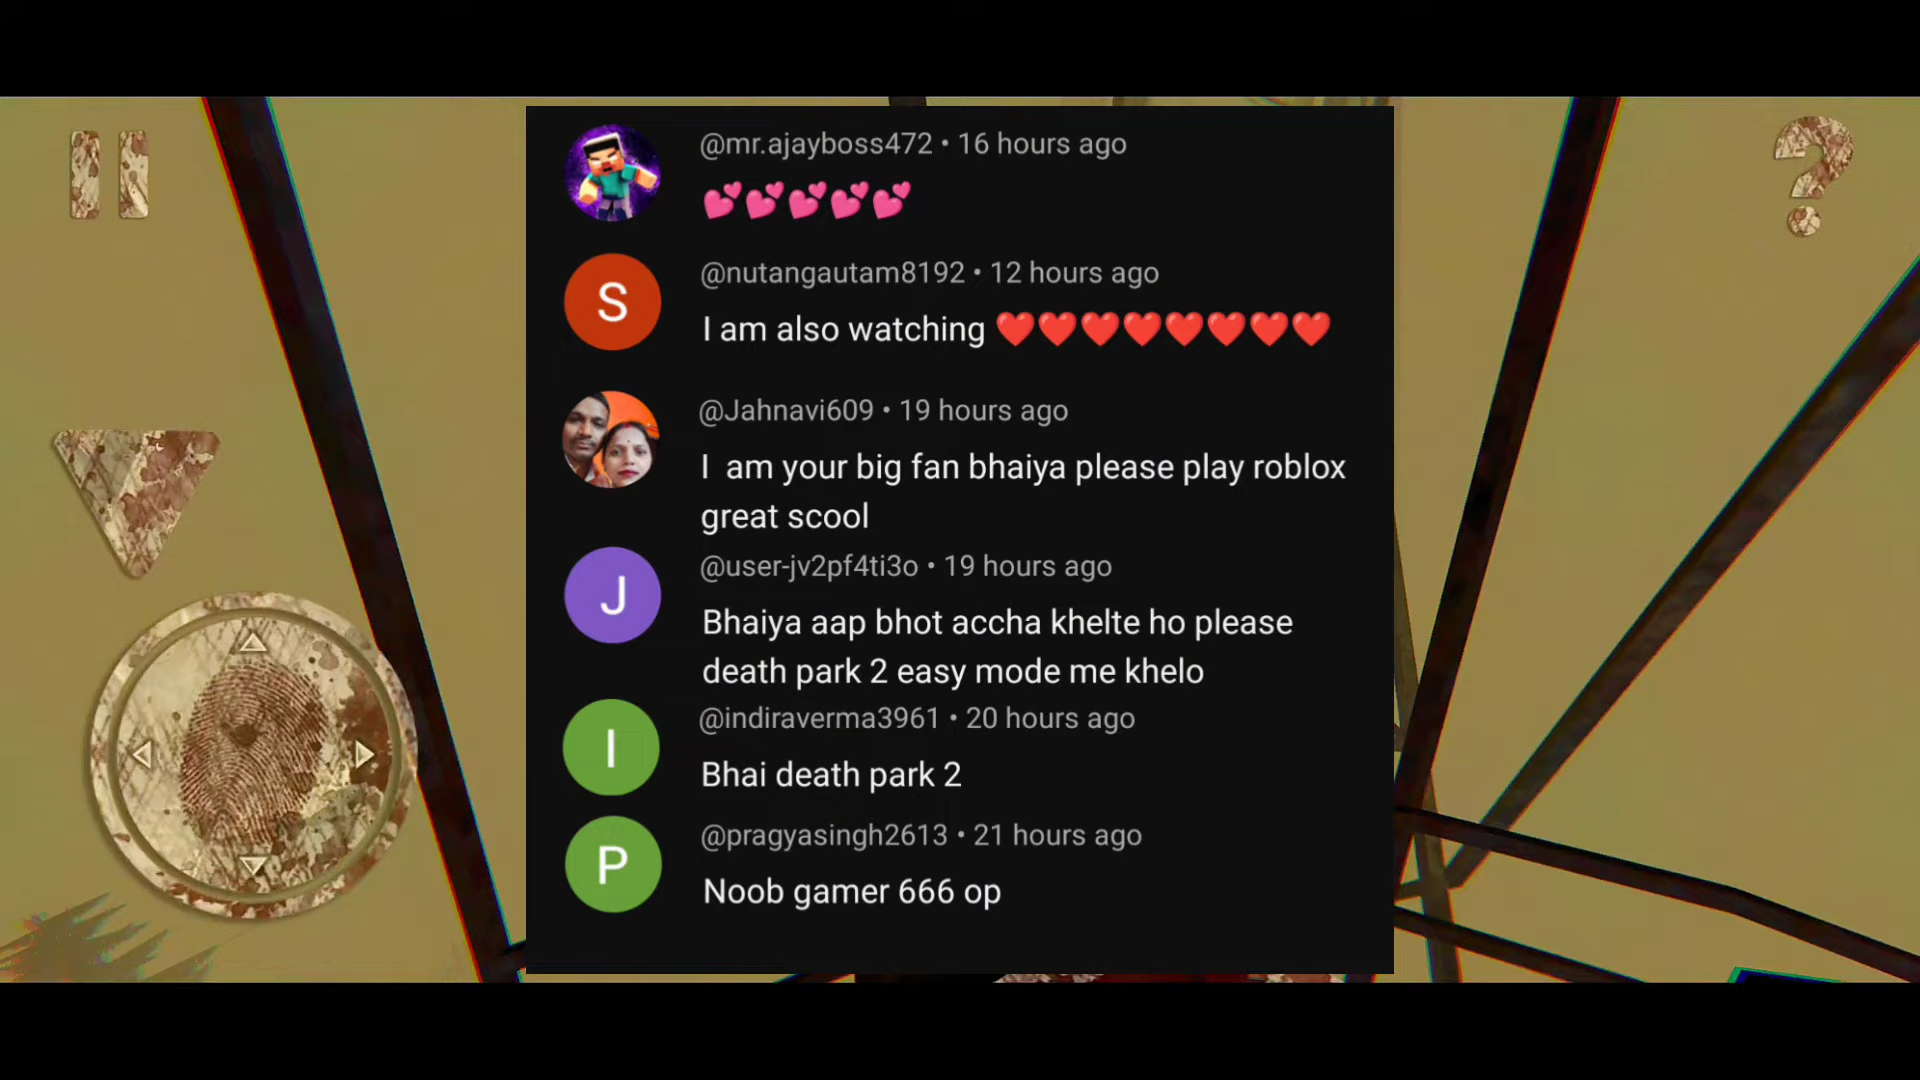 @mr.ajayboss472 • 16 hours ago
💕💕💕💕💕
S
@nutangautam8192 • 12 hours ago
I am also watching ❤️❤️❤️❤️❤️❤️❤️❤️
@Jahnavi609 • 19 hours ago
I am your big fan bhaiya please play roblox
great scool
J
@user-jv2pf4ti3o • 19 hours ago
Bhaiya aap bhot accha khelte ho please
death park 2 easy mode me khelo
I
@indiraverma3961 • 20 hours ago
Bhai death park 2
P
@pragyasingh2613 • 21 hours ago
Noob gamer 666 op
?